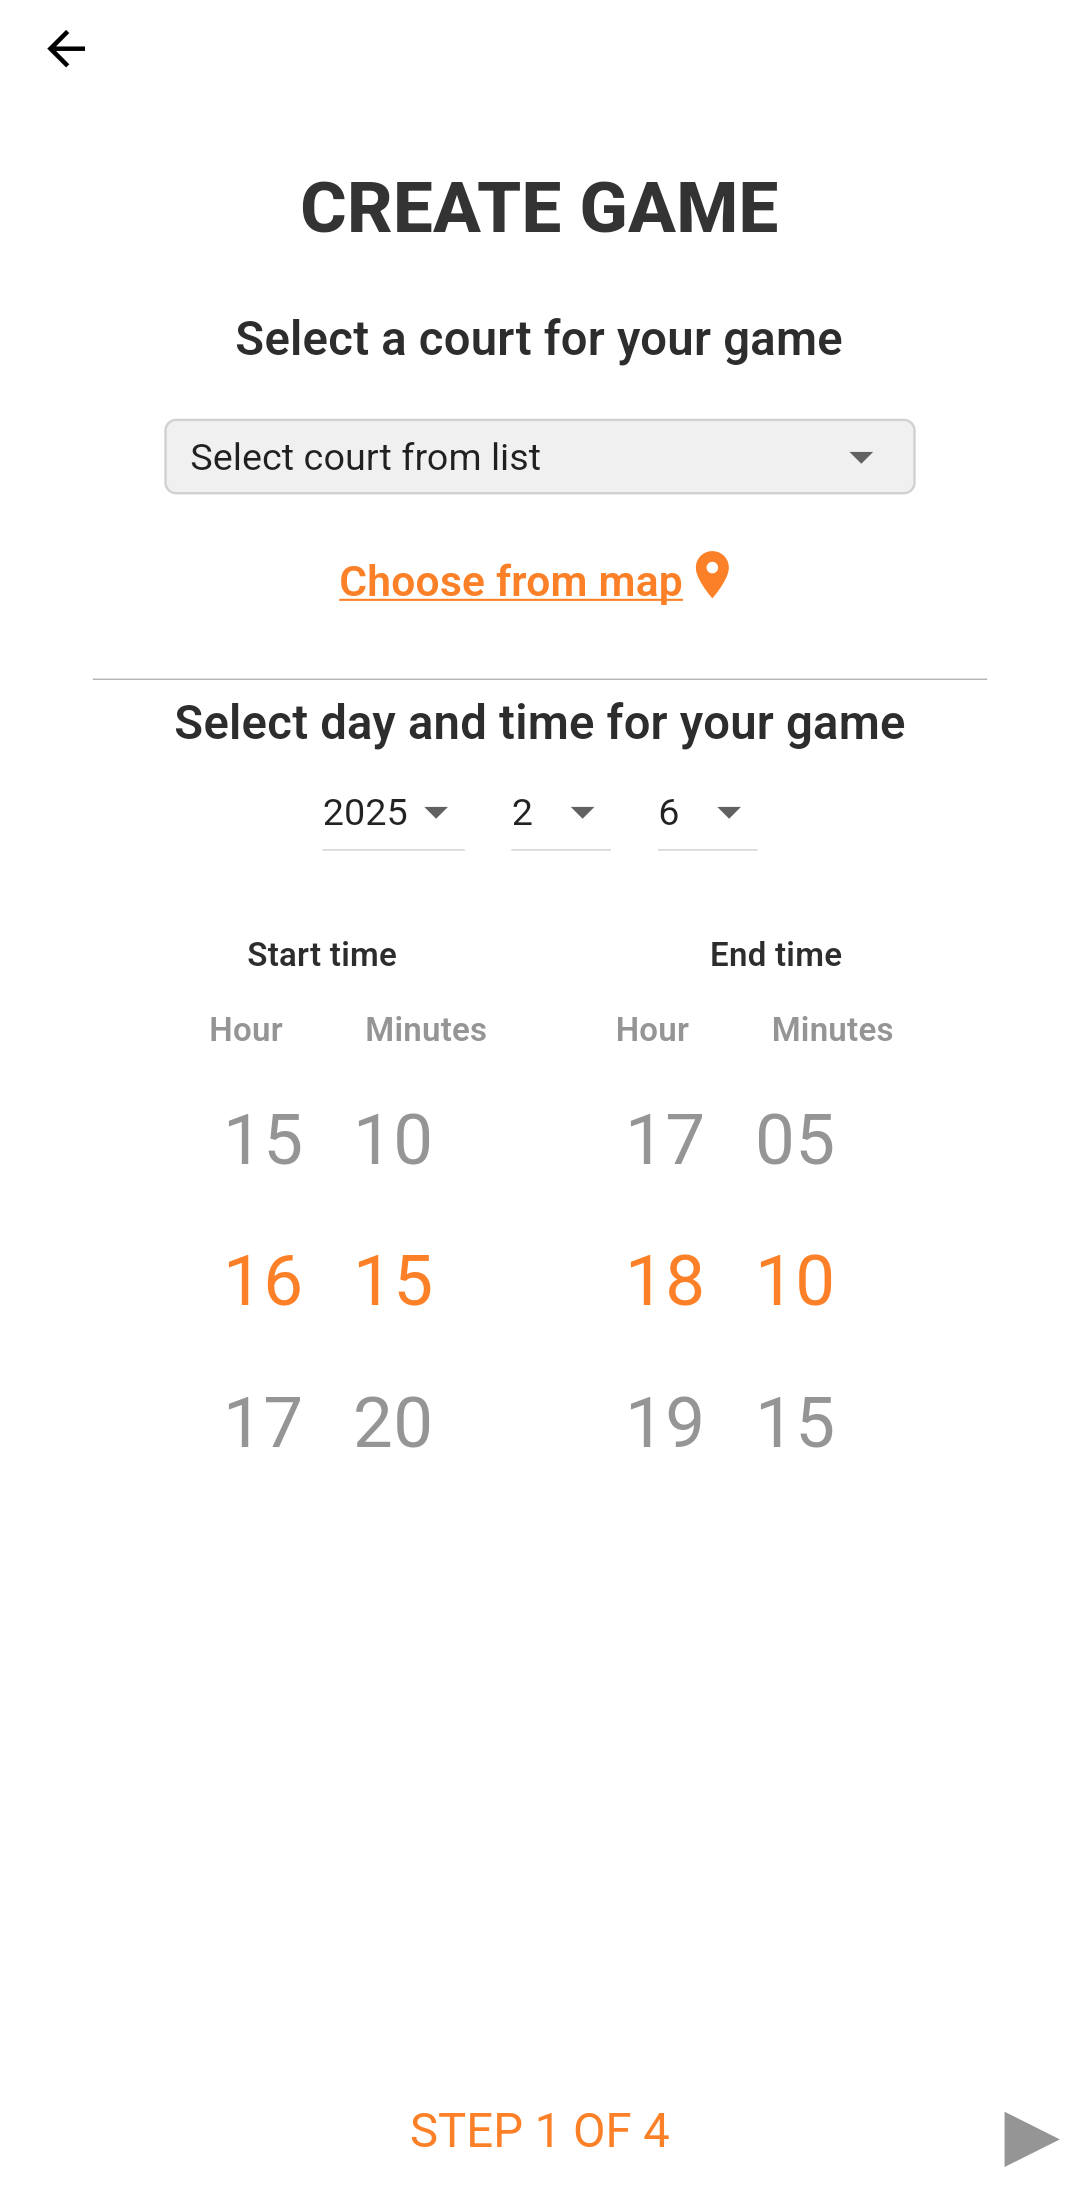 CREATE GAME
Select a court for your game
Select court from list
Choose from map
Select day and time for your game
2025 2 6
Start time End time
Hour Minutes Hour Minutes
15 10 17 05
16 15 18 10
17 20 19 15
STEP 1 OF 4